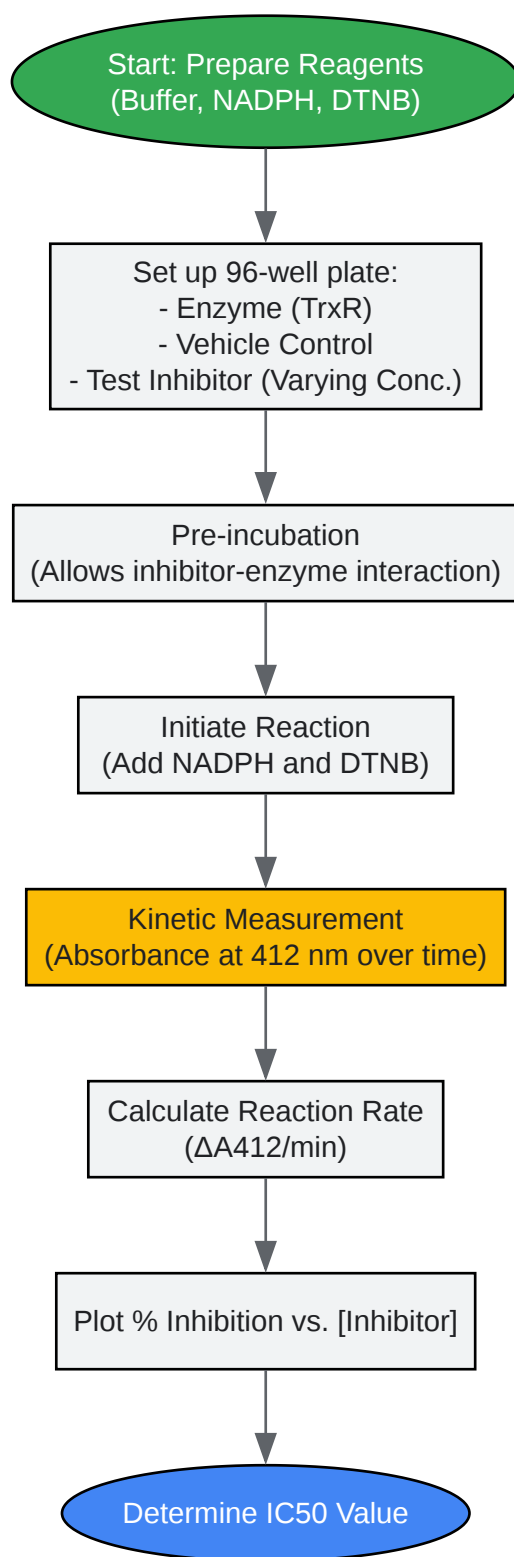 Start: Prepare Reagents
(Buffer, NADPH, DTNB)
Set up 96-well plate:
- Enzyme (TrxR)
- Vehicle Control
- Test Inhibitor (Varying Conc.)
Pre-incubation
(Allows inhibitor-enzyme interaction)
Initiate Reaction
(Add NADPH and DTNB)
Kinetic Measurement
(Absorbance at 412 nm over time)
Calculate Reaction Rate
(ΔA412/min)
Plot % Inhibition vs. [Inhibitor]
Determine IC50 Value